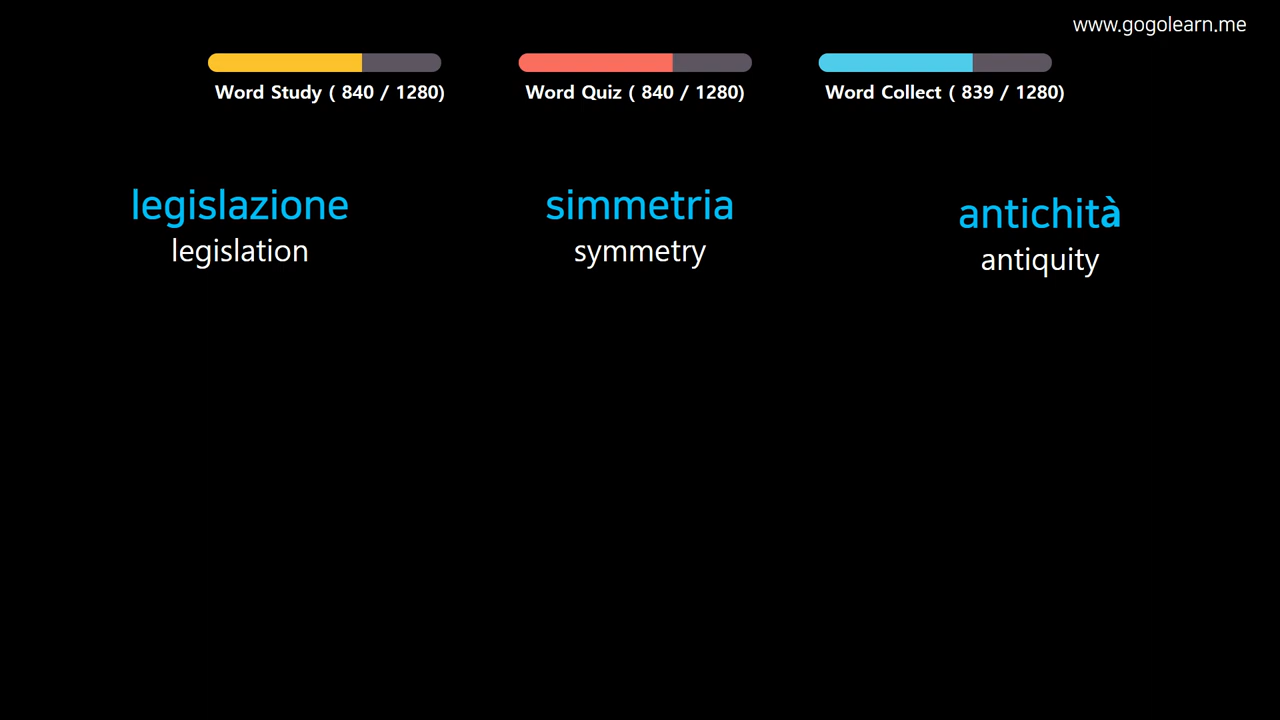 www.gogolearn.me
Word Study ( 840 / 1280)
Word Quiz ( 840 / 1280)
Word Collect ( 839 / 1280)
legislazione
legislation
simmetria
symmetry
antichità
antiquity